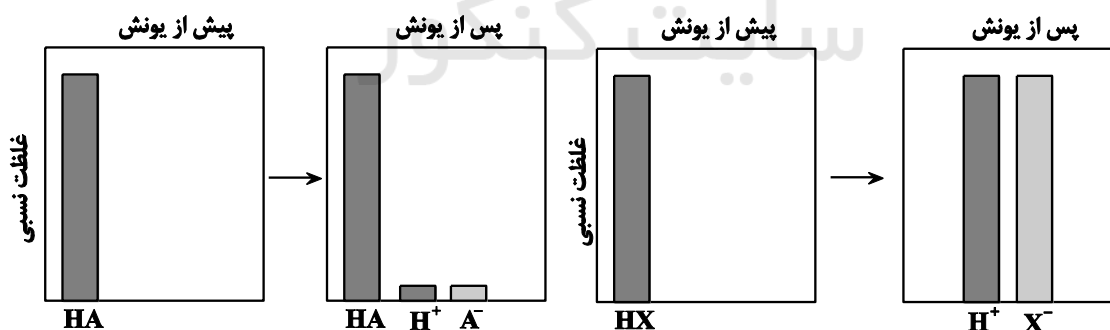 سایت کنکور
پیش از یونش
پس از یونش
پیش از یونش
پس از یونش
غلظت نسبی
غلظت نسبی
HA
HA H⁺ A⁻
HX
H⁺ X⁻